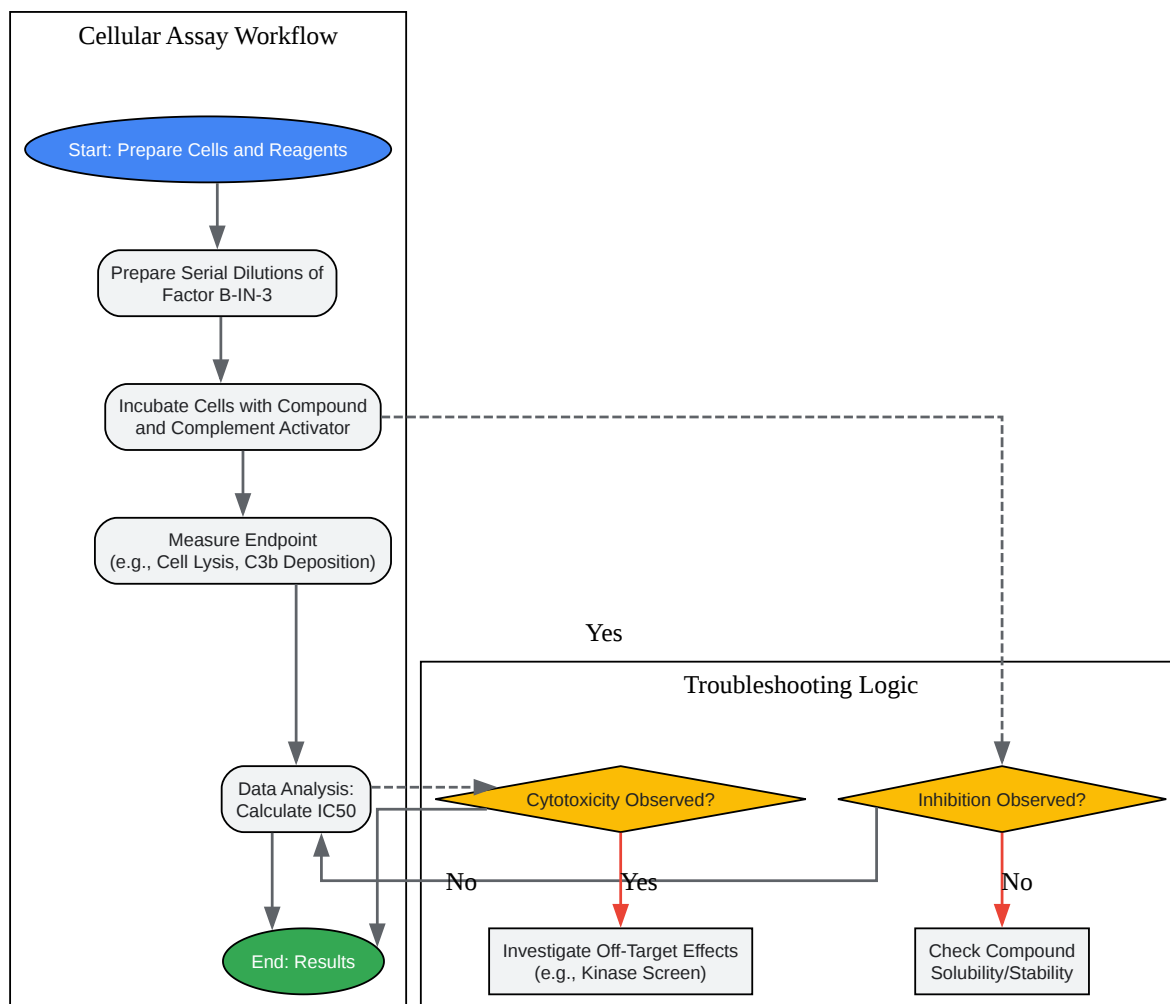 Cellular Assay Workflow
Start: Prepare Cells and Reagents
Prepare Serial Dilutions of
Factor B-IN-3
Incubate Cells with Compound
and Complement Activator
Measure Endpoint
(e.g., Cell Lysis, C3b Deposition)
Yes
Troubleshooting Logic
Data Analysis:
Calculate IC50
Cytotoxicity Observed?
Inhibition Observed?
No
Yes
No
End: Results
Investigate Off-Target Effects
(e.g., Kinase Screen)
Check Compound
Solubility/Stability